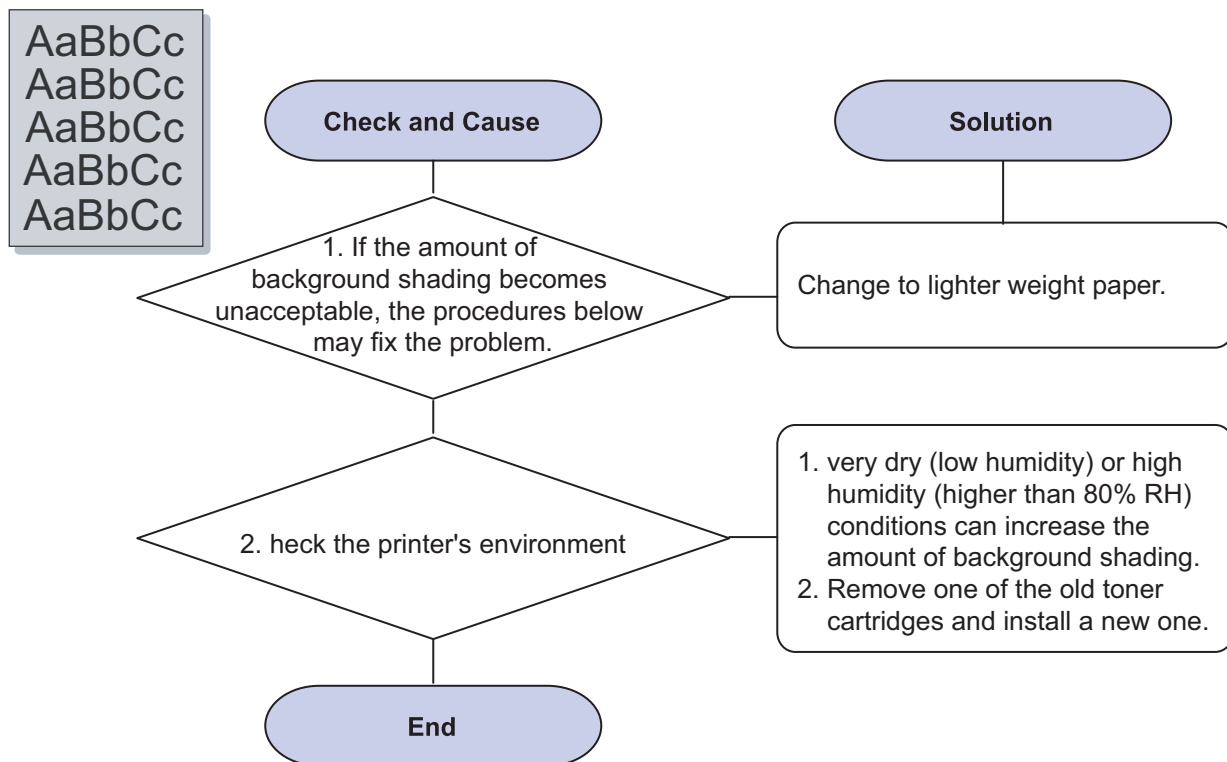 AaBbCc
AaBbCc
AaBbCc
AaBbCc
AaBbCc
Check and Cause
Solution
1. If the amount of
background shading becomes
unacceptable, the procedures below
may fix the problem.
Change to lighter weight paper.
2. heck the printer's environment
1. very dry (low humidity) or high
humidity (higher than 80% RH)
conditions can increase the
amount of background shading.
2. Remove one of the old toner
cartridges and install a new one.
End